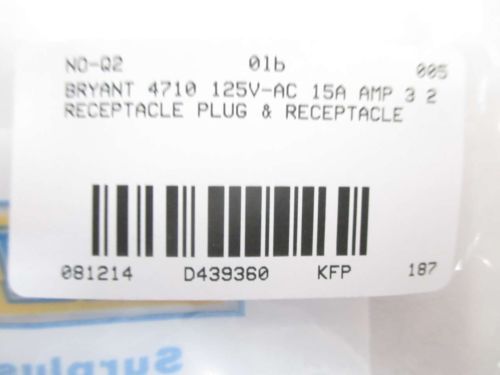 NO-Q2 01b 005
BRYANT 4710 125V-AC 15A AMP 3 2
RECEPTACLE PLUG & RECEPTACLE
081214 D439360 KFP 187
Surplus